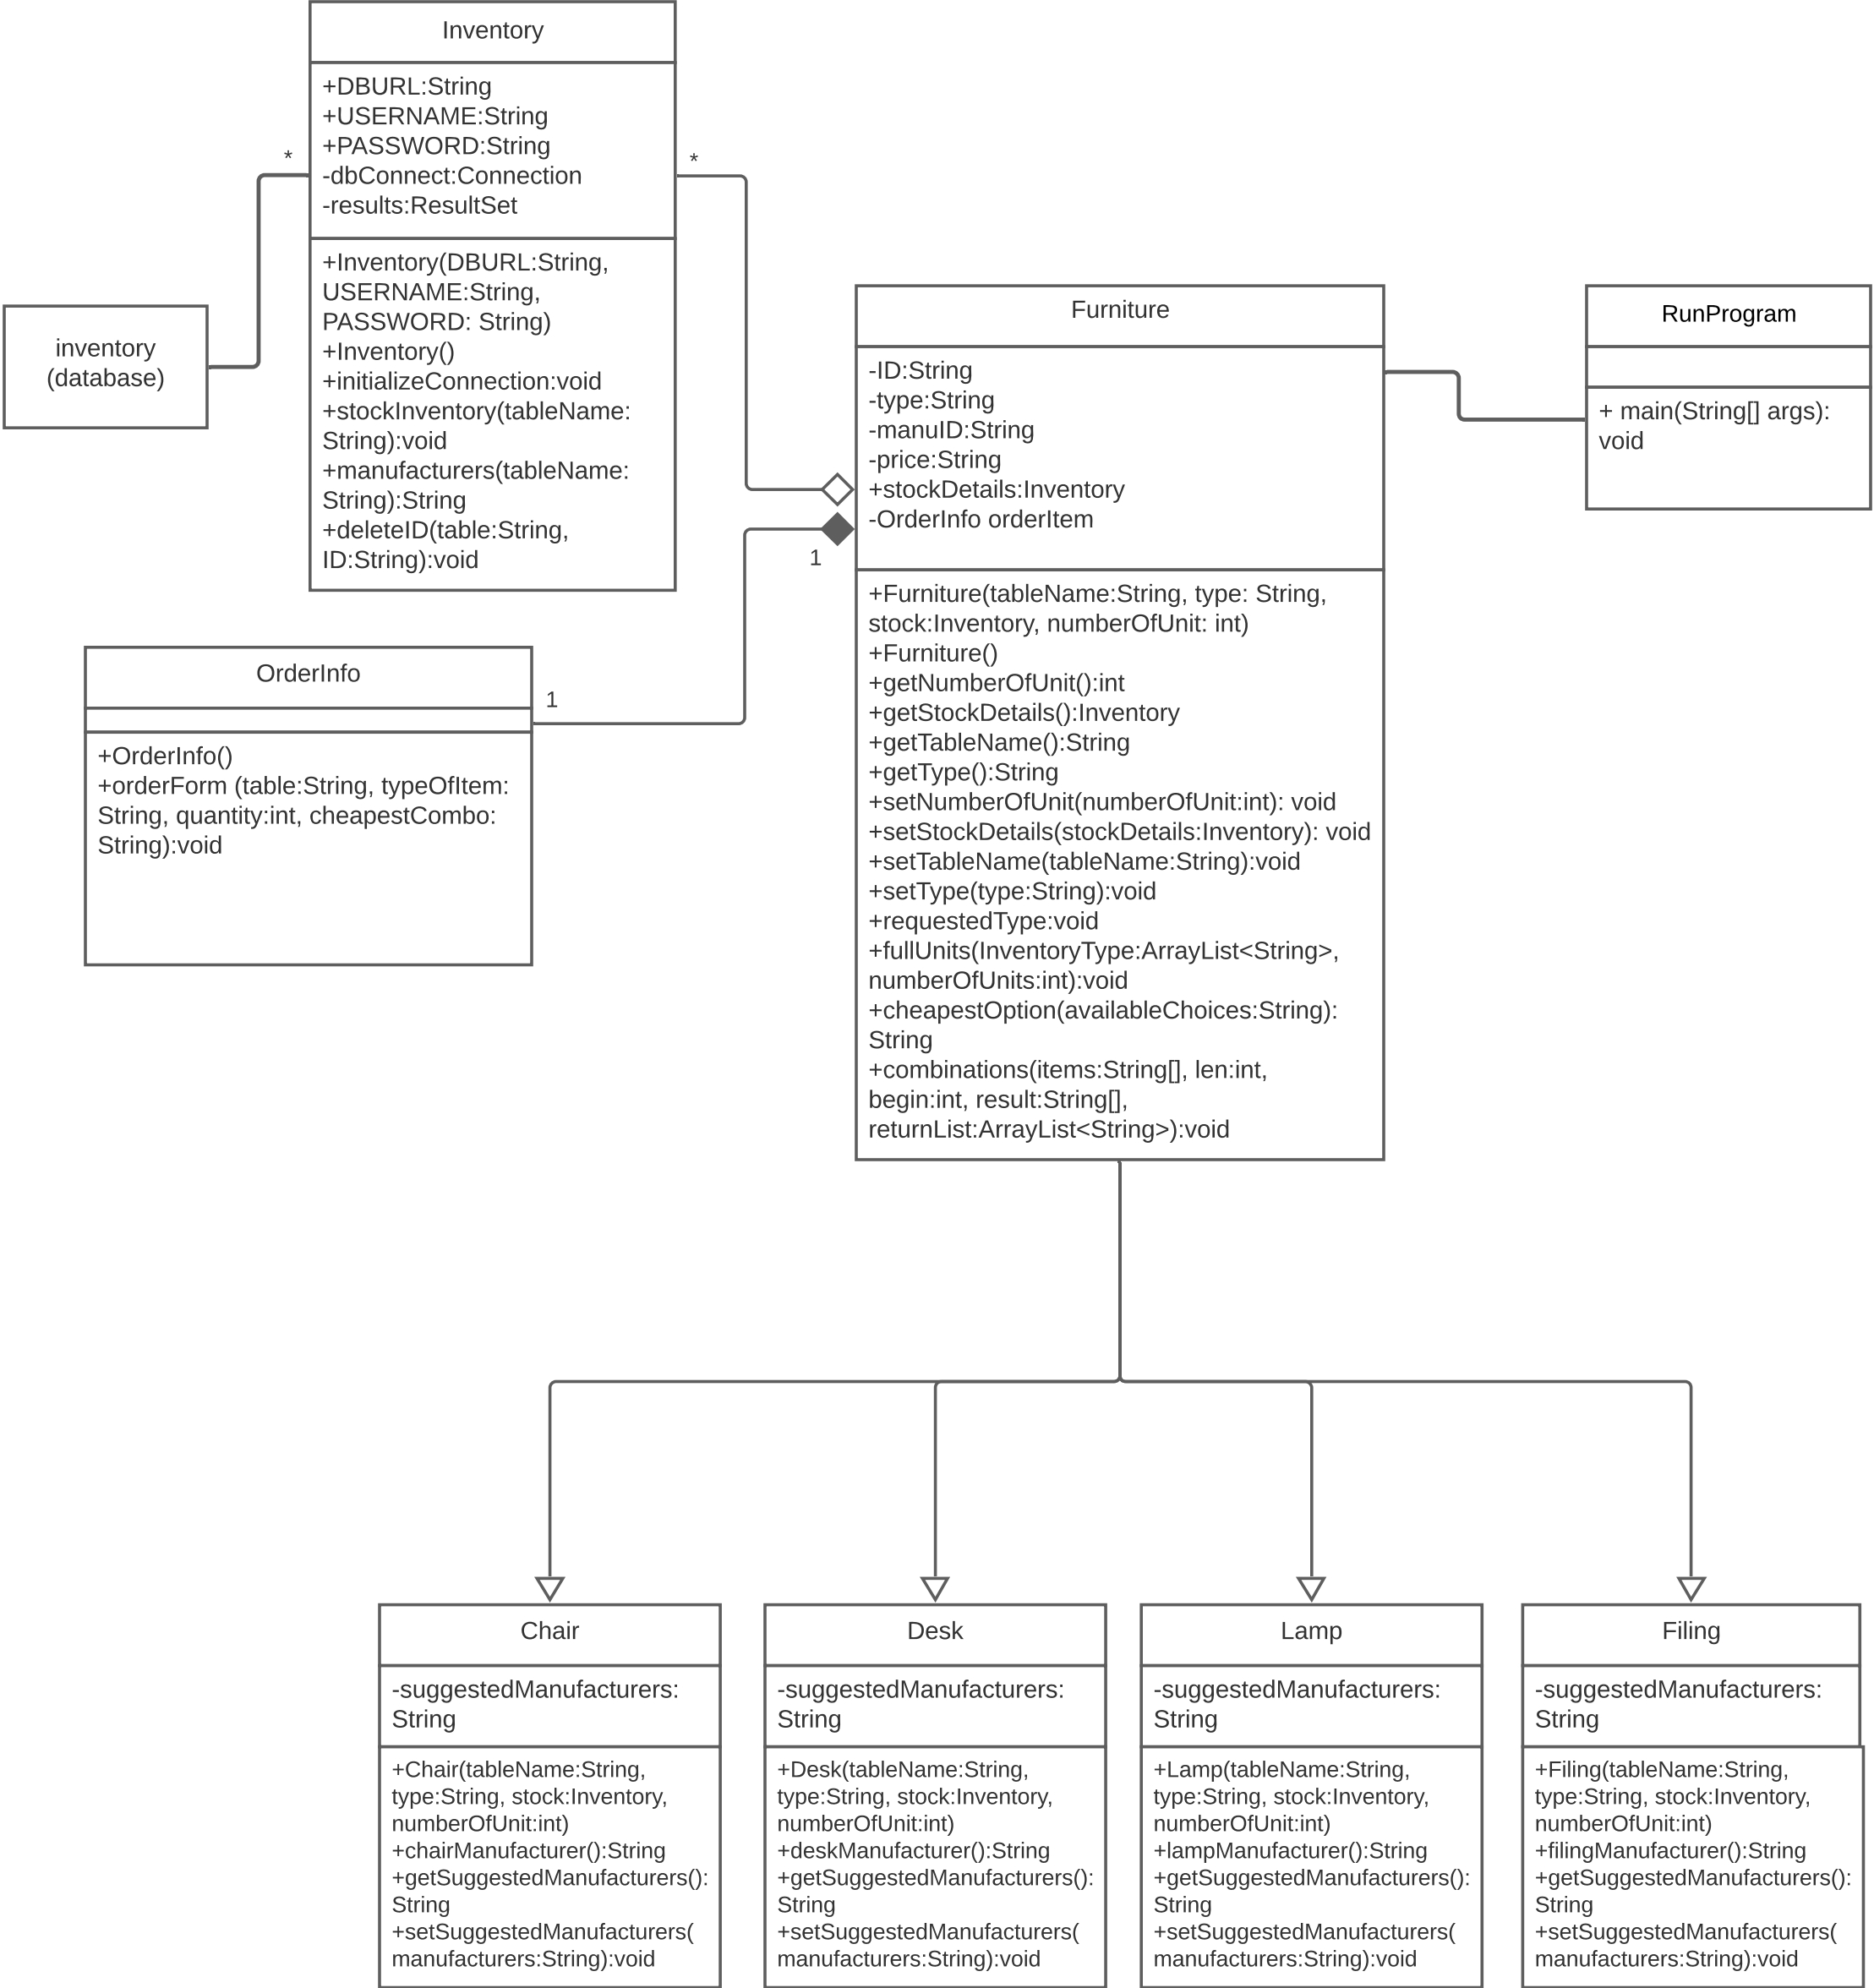 Inventory
+DBURL:String
+USERNAME:String
+PASSWORD:String
-dbConnect:Connection
-results:ResultSet
+Inventory(DBURL:String,
USERNAME:String,
PASSWORD: String)
+Inventory()
+initializeConnection:void
+stockInventory(tableName:
String):void
+manufacturers(tableName:
String):String
+deleteID(table:String,
ID:String):void
*
*
inventory
(database)
Furniture
-ID:String
-type:String
-manuID:String
-price:String
+stockDetails:Inventory
-OrderInfo orderItem
+Furniture(tableName:String, type: String,
stock:Inventory, numberOfUnit: int)
+Furniture()
+getNumberOfUnit():int
+getStockDetails():Inventory
+getTableName():String
+getType():String
+setNumberOfUnit(numberOfUnit:int): void
+setStockDetails(stockDetails:Inventory): void
+setTableName(tableName:String):void
+setType(type:String):void
+requestedType:void
+fullUnits(InventoryType:ArrayList<String>,
numberOfUnits:int):void
+cheapestOption(availableChoices:String):
String
+combinations(items:String[], len:int,
begin:int, result:String[],
returnList:ArrayList<String>):void
RunProgram
+ main(String[] args):
void
1
1
OrderInfo
+OrderInfo()
+orderForm (table:String, typeOfItem:
String, quantity:int, cheapestCombo:
String):void
Chair
-suggestedManufacturers:
String
+Chair(tableName:String,
type:String, stock:Inventory,
numberOfUnit:int)
+chairManufacturer():String
+getSuggestedManufacturers():
String
+setSuggestedManufacturers(
manufacturers:String):void
Desk
-suggestedManufacturers:
String
+Desk(tableName:String,
type:String, stock:Inventory,
numberOfUnit:int)
+deskManufacturer():String
+getSuggestedManufacturers():
String
+setSuggestedManufacturers(
manufacturers:String):void
Lamp
-suggestedManufacturers:
String
+Lamp(tableName:String,
type:String, stock:Inventory,
numberOfUnit:int)
+lampManufacturer():String
+getSuggestedManufacturers():
String
+setSuggestedManufacturers(
manufacturers:String):void
Filing
-suggestedManufacturers:
String
+Filing(tableName:String,
type:String, stock:Inventory,
numberOfUnit:int)
+filingManufacturer():String
+getSuggestedManufacturers():
String
+setSuggestedManufacturers(
manufacturers:String):void